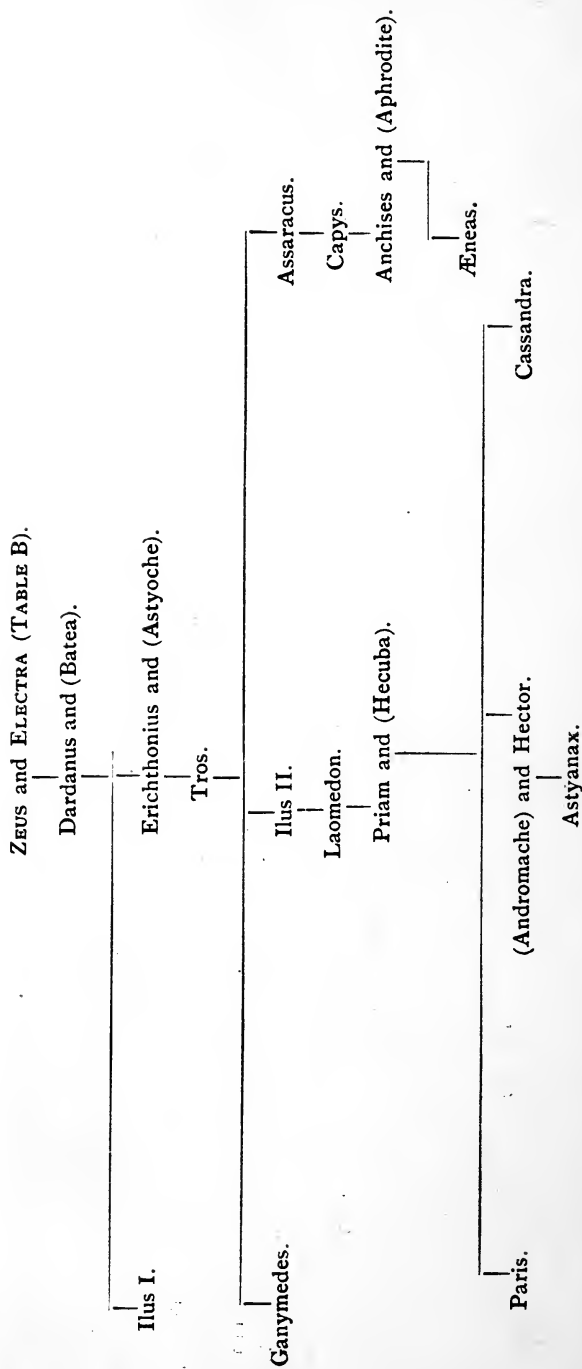 ZEUS and ELECTRA (TABLE B).
Dardanus and (Batea).
Ilus I.
Erichthonius and (Astyoche).
Tros.
Ganymedes.
Ilus II.
Assaracus.
Laomedon.
Capys.
Priam and (Hecuba).
Anchises and (Aphrodite).
Æneas.
Paris.
(Andromache) and Hector.
Cassandra.
Astyanax.